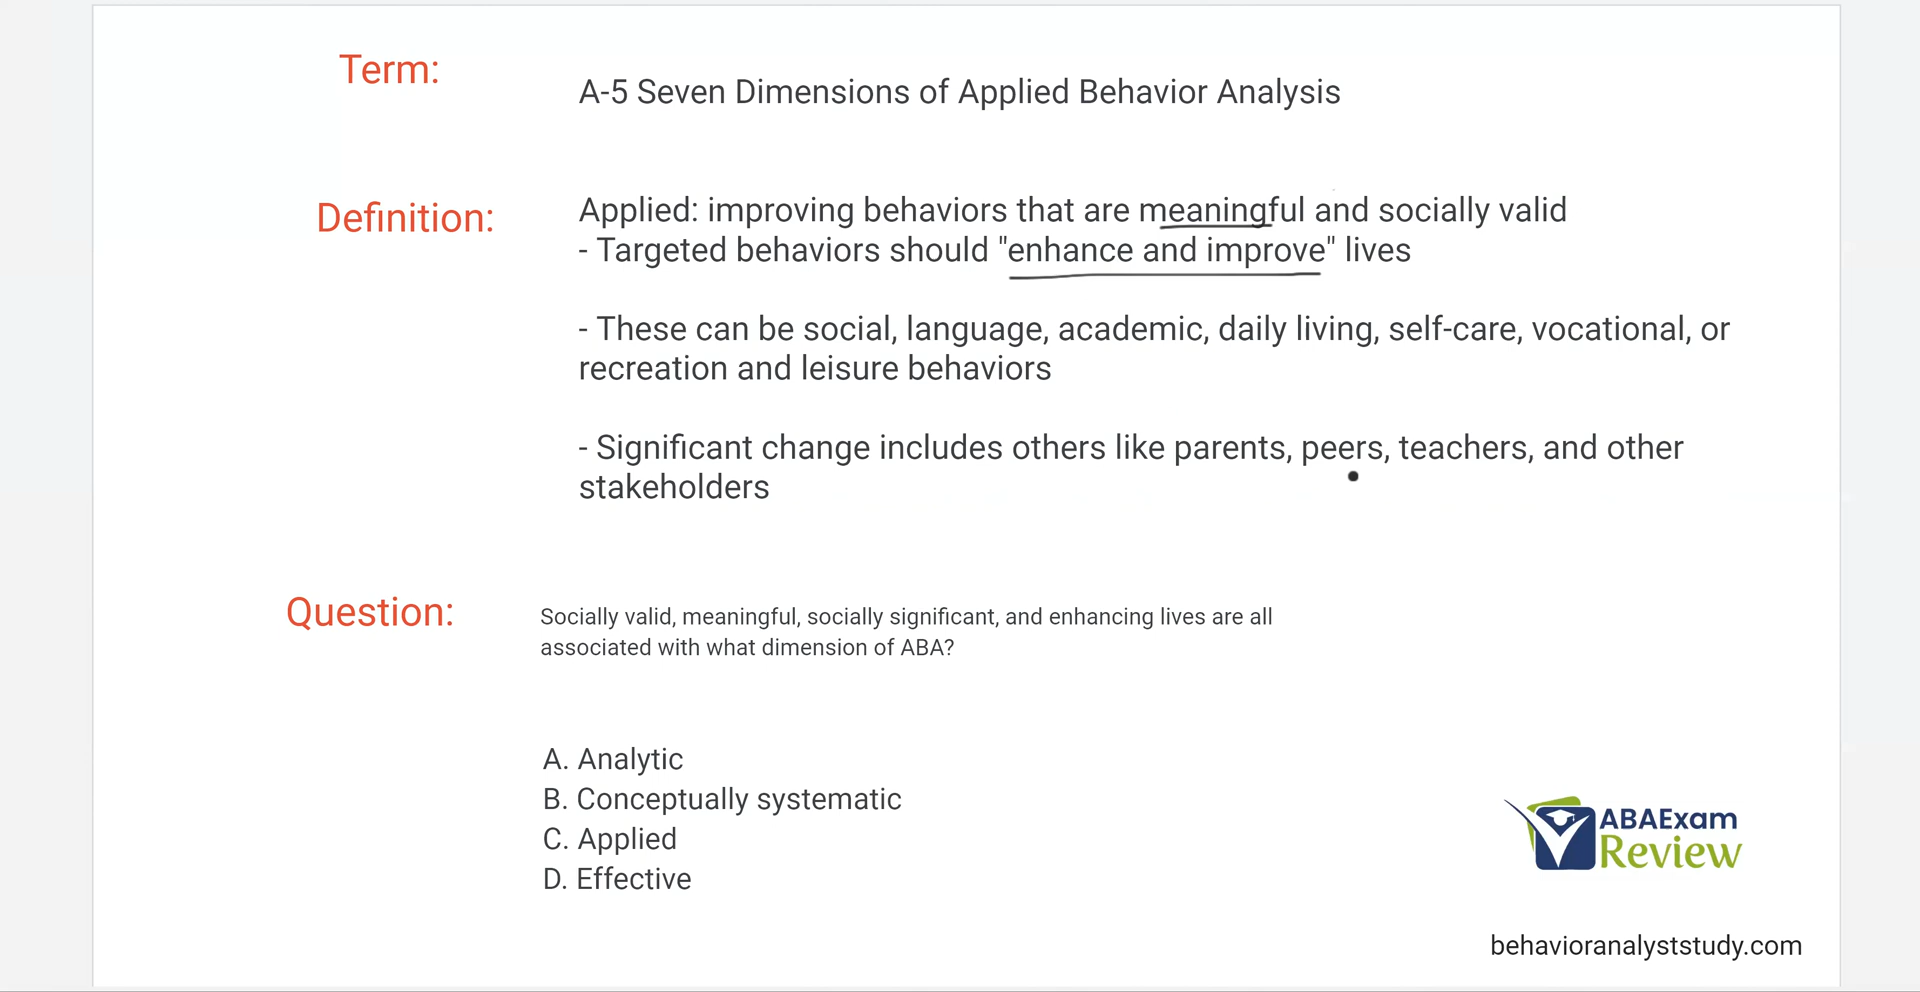 Term:
A-5 Seven Dimensions of Applied Behavior Analysis
Definition:
Applied: improving behaviors that are meaningful and socially valid
- Targeted behaviors should "enhance and improve" lives
- These can be social, language, academic, daily living, self-care, vocational, or
recreation and leisure behaviors
- Significant change includes others like parents, peers, teachers, and other
stakeholders
Question:
Socially valid, meaningful, socially significant, and enhancing lives are all
associated with what dimension of ABA?
A. Analytic
B. Conceptually systematic
C. Applied
D. Effective
ABAExam
Review
behavioranalyststudy.com